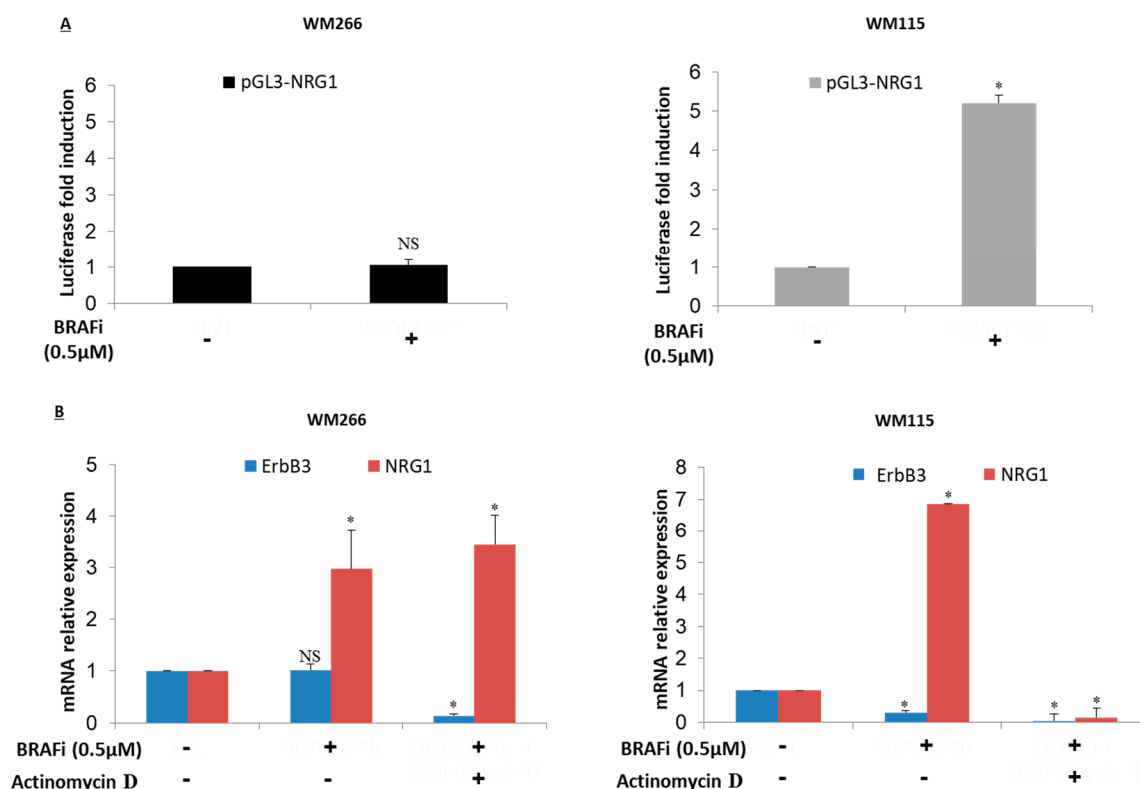 A
WM266
pGL3-NRG1
Luciferase fold induction
6
5
4
3
2
1
0
NS
BRAFi
(0.5µM)
- +
WM115
pGL3-NRG1
Luciferase fold induction
6
5
4
3
2
1
0
*
BRAFi
(0.5µM)
- +
B
WM266
ErbB3 NRG1
mRNA relative expression
5
4
3
2
1
0
NS * * *
BRAFi (0.5µM) - + +
Actinomycin D - - +
WM115
ErbB3 NRG1
mRNA relative expression
8
7
6
5
4
3
2
1
0
* * * *
BRAFi (0.5µM) - + +
Actinomycin D - - +